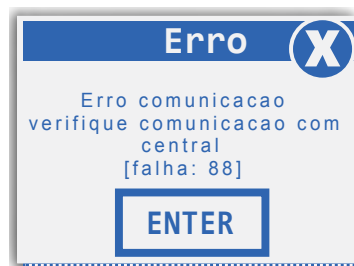 Erro
X
Erro comunicacao
verifique comunicacao com
central
[falha: 88]
ENTER